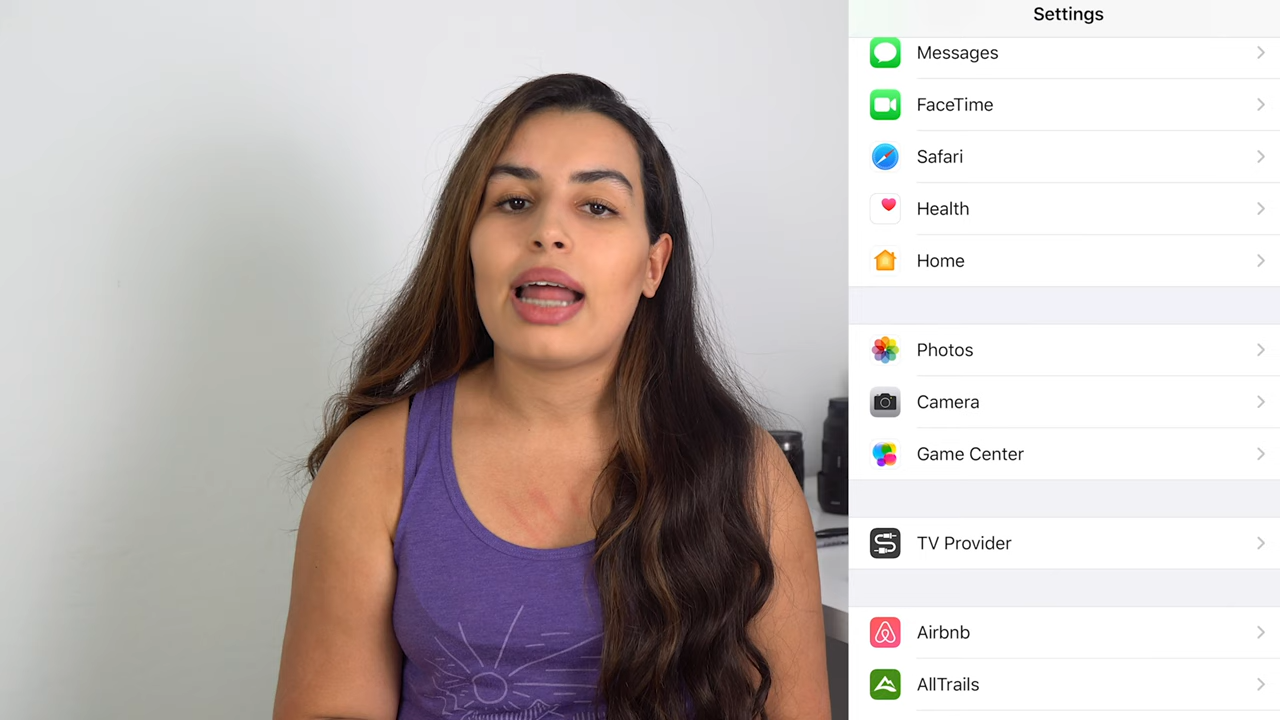 Settings
Messages
FaceTime
Safari
Health
Home
Photos
Camera
Game Center
TV Provider
Airbnb
AllTrails